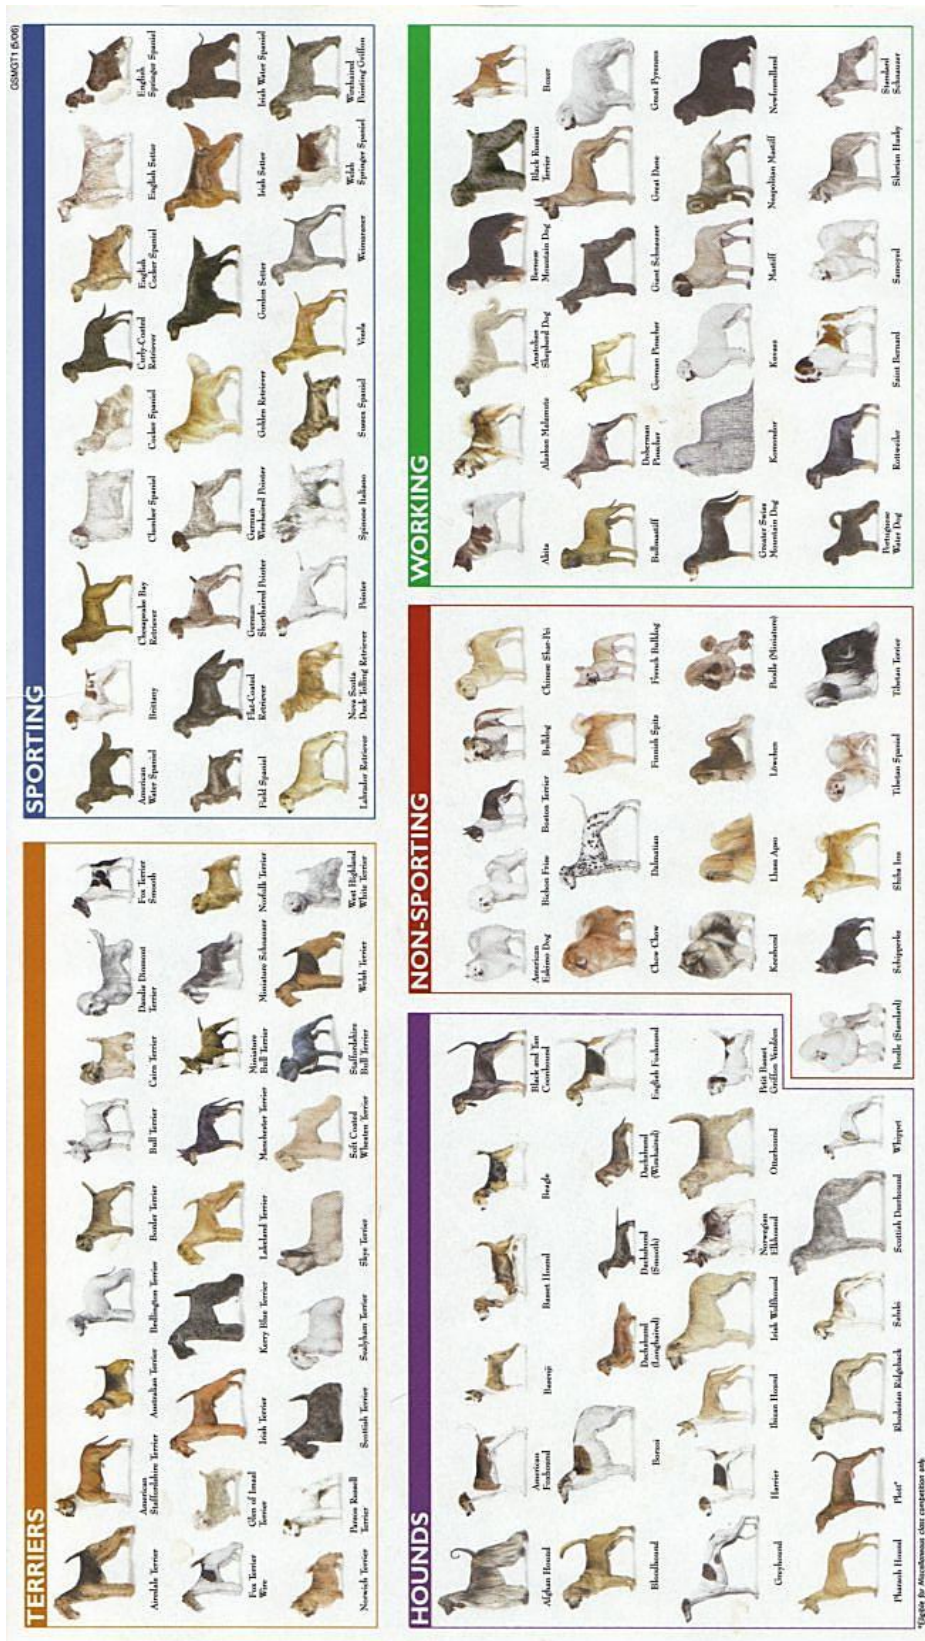 GSMGT1 (5/06)
TERRIERS
Airedale Terrier
American
Staffordshire Terrier
Australian Terrier
Bedlington Terrier
Border Terrier
Bull Terrier
Cairn Terrier
Dandie Dinmont
Terrier
Fox Terrier
Smooth
Fox Terrier
Wire
Glen of Imaal
Terrier
Irish Terrier
Kerry Blue Terrier
Lakeland Terrier
Manchester Terrier
Miniature
Bull Terrier
Miniature Schnauzer
Norfolk Terrier
Norwich Terrier
Parson Russell
Terrier
Scottish Terrier
Sealyham Terrier
Skye Terrier
Soft Coated
Wheaten Terrier
Staffordshire
Bull Terrier
Welsh Terrier
West Highland
White Terrier
SPORTING
American
Water Spaniel
Brittany
Chesapeake Bay
Retriever
Clumber Spaniel
Cocker Spaniel
Curly-Coated
Retriever
English
Cocker Spaniel
English Setter
English
Springer Spaniel
Field Spaniel
Flat-Coated
Retriever
German
Shorthaired Pointer
German
Wirehaired Pointer
Golden Retriever
Gordon Setter
Irish Setter
Irish Water Spaniel
Labrador Retriever
Nova Scotia
Duck Tolling Retriever
Pointer
Spinone Italiano
Sussex Spaniel
Vizsla
Weimaraner
Welsh
Springer Spaniel
Wirehaired
Pointing Griffon
HOUNDS
Afghan Hound
American
Foxhound
Basenji
Basset Hound
Beagle
Black and Tan
Coonhound
Bloodhound
Borzoi
Dachshund
(Longhaired)
Dachshund
(Smooth)
Dachshund
(Wirehaired)
English Foxhound
Greyhound
Harrier
Ibizan Hound
Irish Wolfhound
Norwegian
Elkhound
Otterhound
Petit Basset
Griffon Vendéen
Pharaoh Hound
Plott*
Rhodesian Ridgeback
Saluki
Scottish Deerhound
Whippet
*Eligible for Miscellaneous class competition only.
NON-SPORTING
American
Eskimo Dog
Bichon Frise
Boston Terrier
Bulldog
Chinese Shar-Pei
Chow Chow
Dalmatian
Finnish Spitz
French Bulldog
Keeshond
Lhasa Apso
Löwchen
Poodle (Miniature)
Poodle (Standard)
Schipperke
Shiba Inu
Tibetan Spaniel
Tibetan Terrier
WORKING
Akita
Alaskan Malamute
Anatolian
Shepherd Dog
Bernese
Mountain Dog
Black Russian
Terrier
Boxer
Bullmastiff
Doberman
Pinscher
German Pinscher
Giant Schnauzer
Great Dane
Great Pyrenees
Greater Swiss
Mountain Dog
Komondor
Kuvasz
Mastiff
Neapolitan Mastiff
Newfoundland
Portuguese
Water Dog
Rottweiler
Saint Bernard
Samoyed
Siberian Husky
Standard
Schnauzer